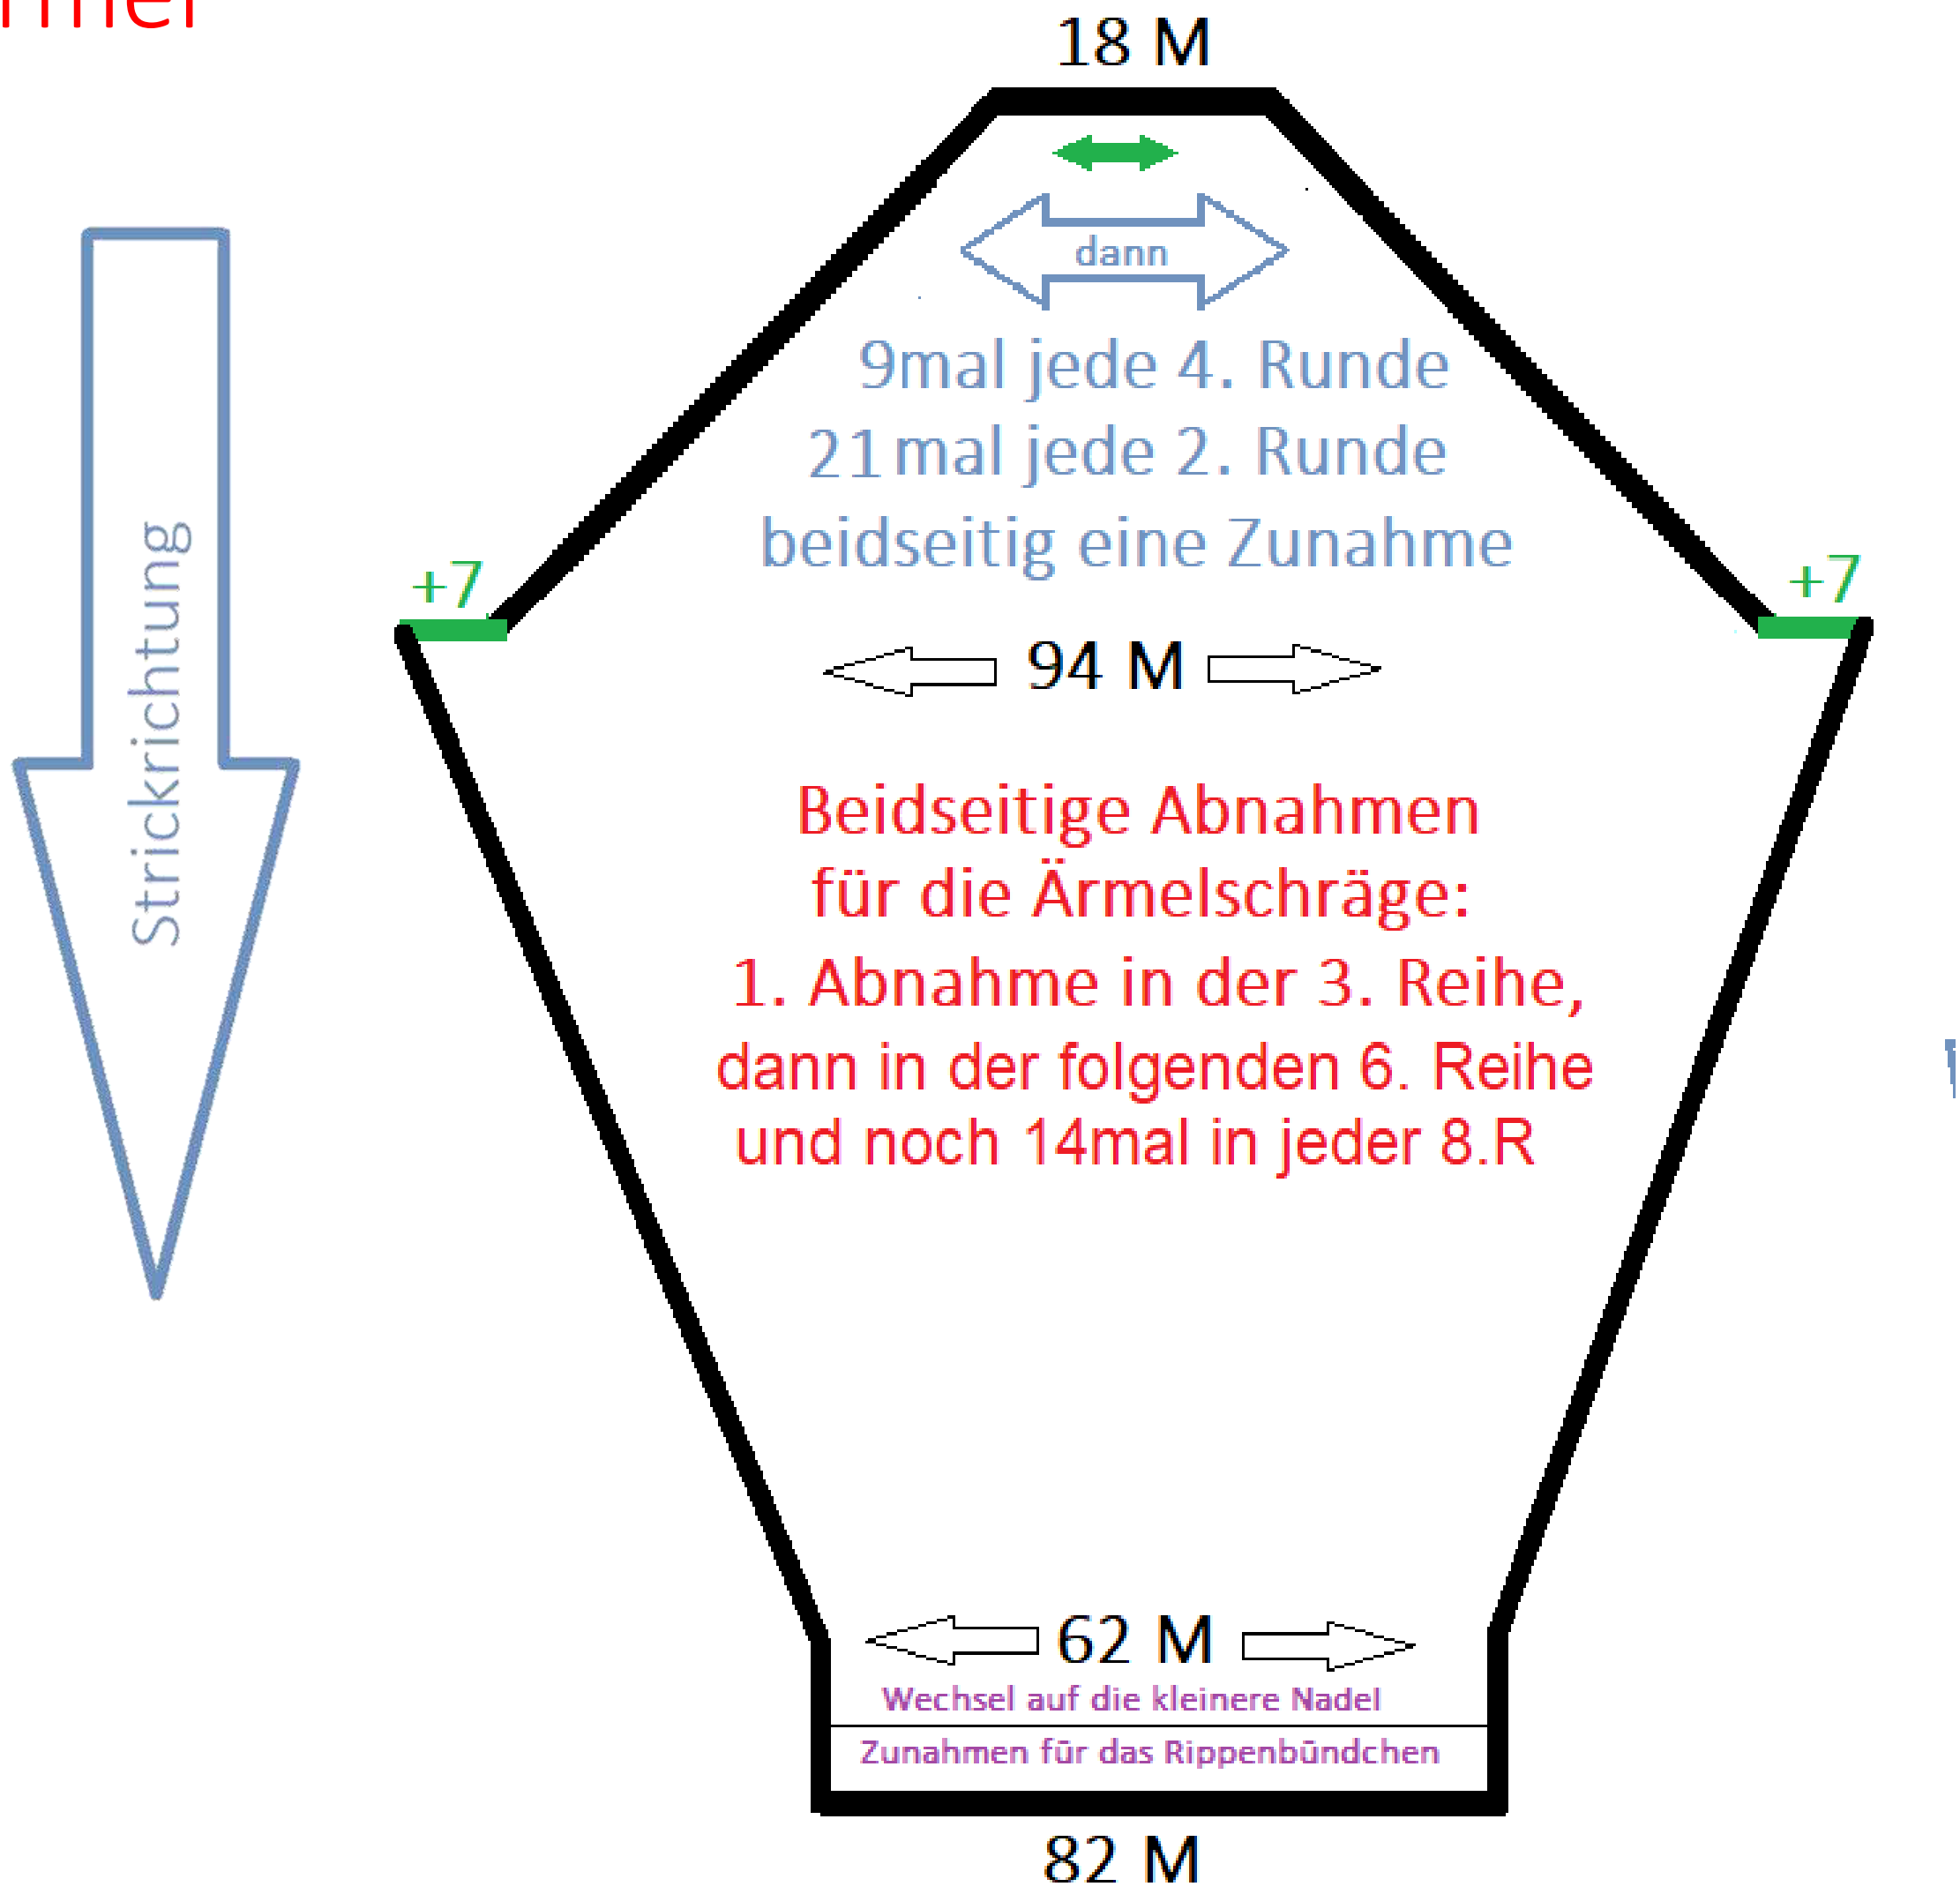 18 M
dann
9mal jede 4. Runde
21mal jede 2. Runde
beidseitig eine Zunahme
+7
+7
94 M
Strickrichtung
Beidseitige Abnahmen
für die Ärmelschräge:
1. Abnahme in der 3. Reihe,
dann in der folgenden 6. Reihe
und noch 14mal in jeder 8.R
62 M
Wechsel auf die kleinere Nadel
Zunahmen für das Rippenbündchen
82 M